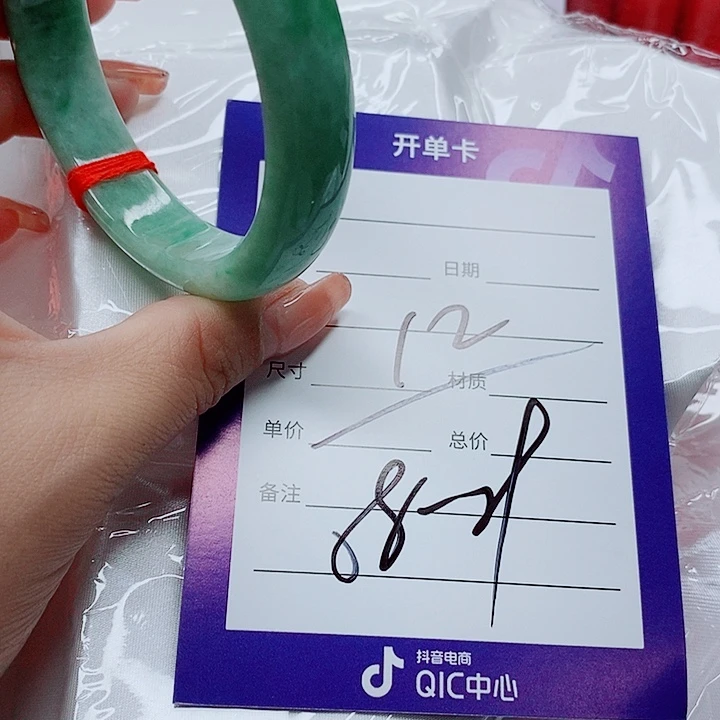 开单卡
日期
12
尺寸 材质
单价 总价
备注
抖音电商
QIC中心